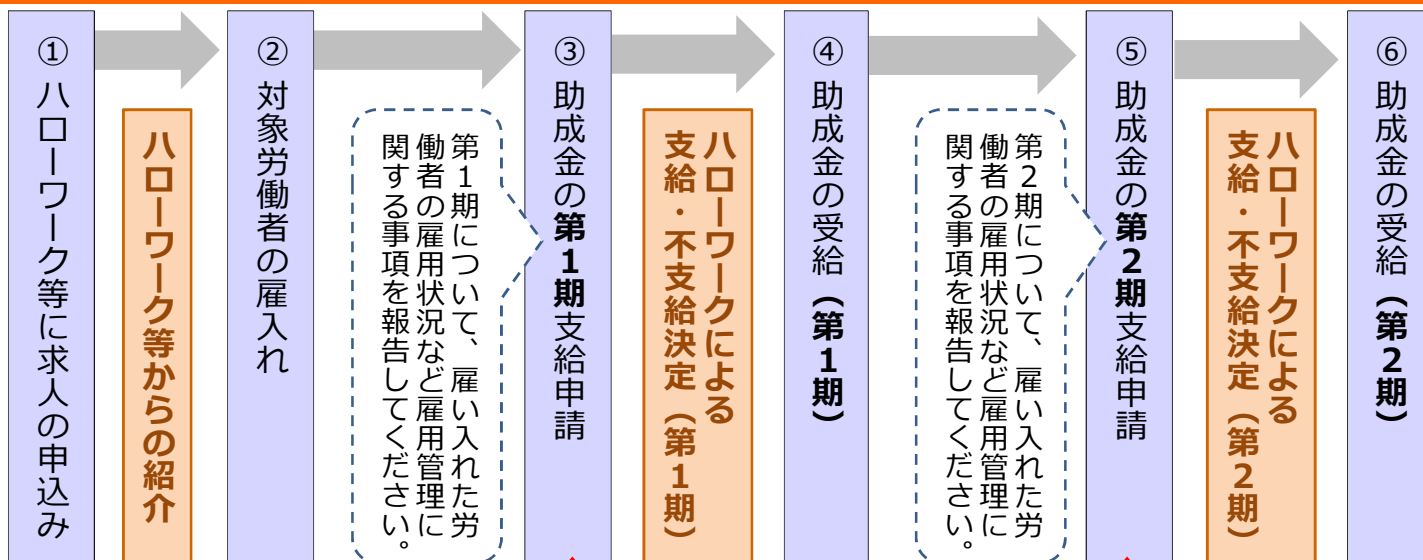 ①ハローワーク等に求人の申込み
ハローワーク等からの紹介
②対象労働者の雇入れ
第1期について、雇い入れた労
働者の雇用状況など雇用管理に
関する事項を報告してください。
③助成金の第1期支給申請
ハローワークによる
支給・不支給決定（第1期）
④助成金の受給（第1期）
第2期について、雇い入れた労
働者の雇用状況など雇用管理に
関する事項を報告してください。
⑤助成金の第2期支給申請
ハローワークによる
支給・不支給決定（第2期）
⑥助成金の受給（第2期）